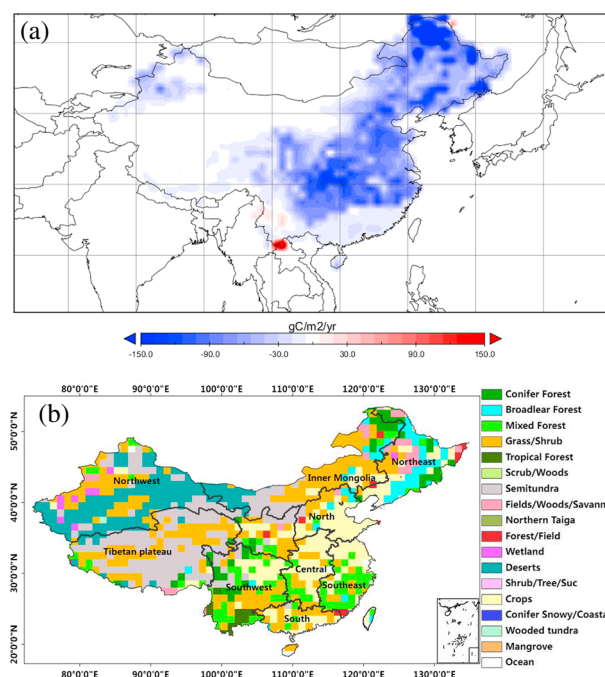 (a)
gC/m2/yr
-150.0 -90.0 -30.0 30.0 90.0 150.0
80°0'0"E 90°0'0"E 100°0'0"E 110°0'0"E 120°0'0"E 130°0'0"E
(b)
50°0'0"N
40°0'0"N
30°0'0"N
20°0'0"N
Northwest
Northeast
Inner Mongolia
North
Tibetan plateau
Central
Southwest
Southeast
South
Conifer Forest
Broadlear Forest
Mixed Forest
Grass/Shrub
Tropical Forest
Scrub/Woods
Semitundra
Fields/Woods/Savann
Northern Taiga
Forest/Field
Wetland
Deserts
Shrub/Tree/Suc
Crops
Conifer Snowy/Coasta
Wooded tundra
Mangrove
Ocean